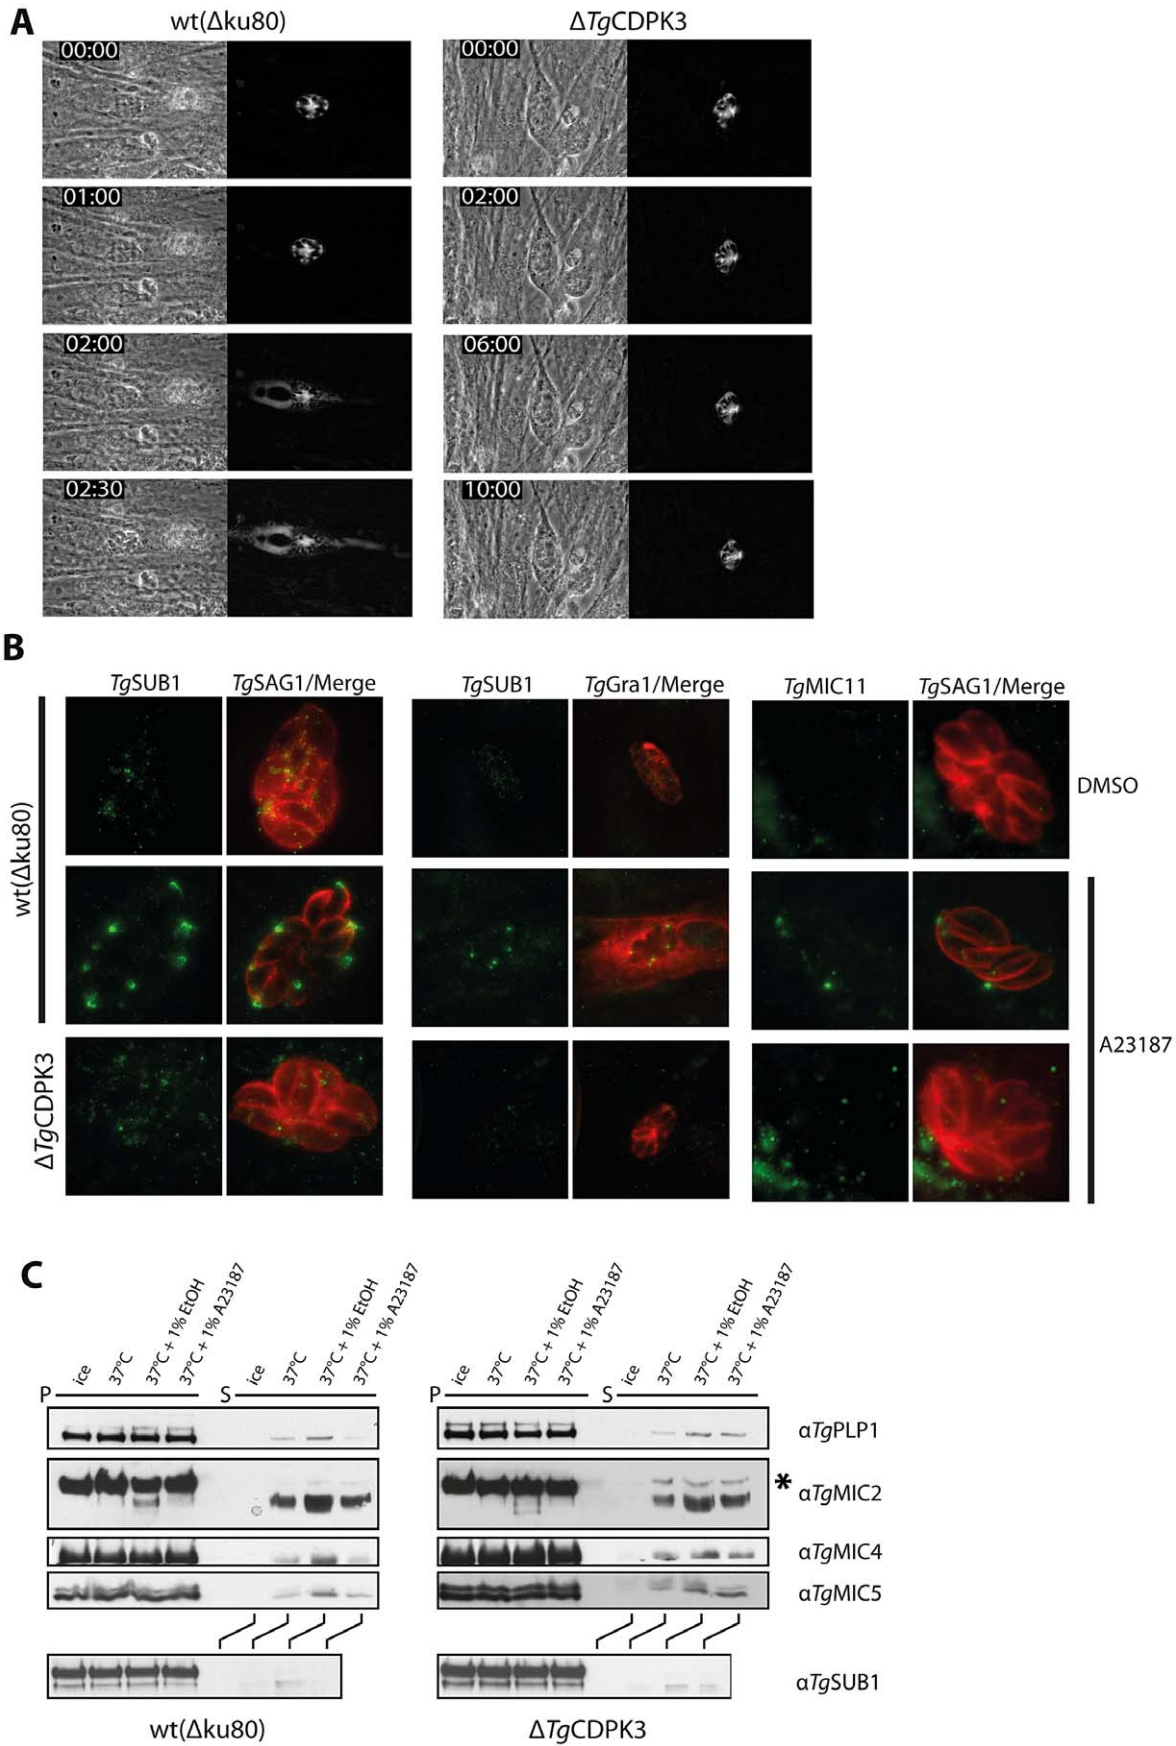 A
wt(Δku80)
ΔTgCDPK3
00:00
00:00
01:00
02:00
02:00
06:00
02:30
10:00
B
TgSUB1
TgSAG1/Merge
TgSUB1
TgGra1/Merge
TgMIC11
TgSAG1/Merge
DMSO
wt(Δku80)
A23187
ΔTgCDPK3
C
P
ice
37°C
37°C + 1% EtOH
37°C + 1% A23187
S
ice
37°C
37°C + 1% EtOH
37°C + 1% A23187
P
ice
37°C
37°C + 1% EtOH
37°C + 1% A23187
S
ice
37°C
37°C + 1% EtOH
37°C + 1% A23187
αTgPLP1
* αTgMIC2
αTgMIC4
αTgMIC5
αTgSUB1
wt(Δku80)
ΔTgCDPK3